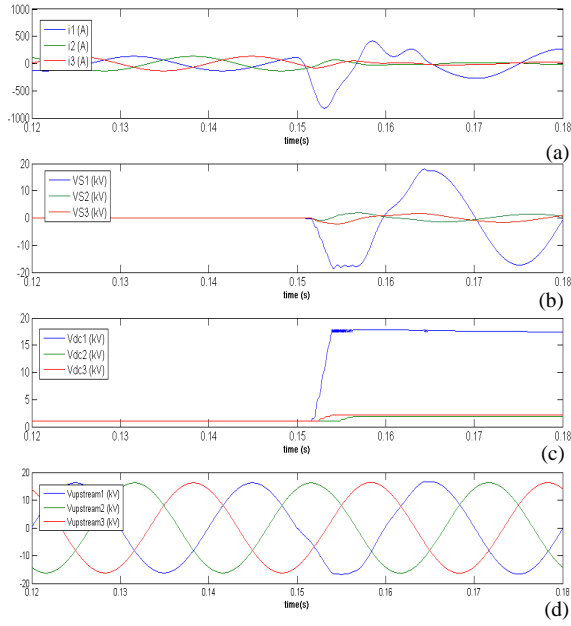 1000
500
0
-500
-1000
i1 (A)
i2 (A)
i3 (A)
0.12 0.13 0.14 0.15 0.16 0.17 0.18
time(s)
(a)
20
10
0
-10
-20
VS1 (kV)
VS2 (kV)
VS3 (kV)
0.12 0.13 0.14 0.15 0.16 0.17 0.18
time (s)
(b)
20
15
10
5
0
Vdc1 (kV)
Vdc2 (kV)
Vdc3 (kV)
0.12 0.13 0.14 0.15 0.16 0.17 0.18
time (s)
(c)
20
10
0
-10
-20
Vupstream1 (kV)
Vupstream2 (kV)
Vupstream3 (kV)
0.12 0.13 0.14 0.15 0.16 0.17 0.18
time(s)
(d)